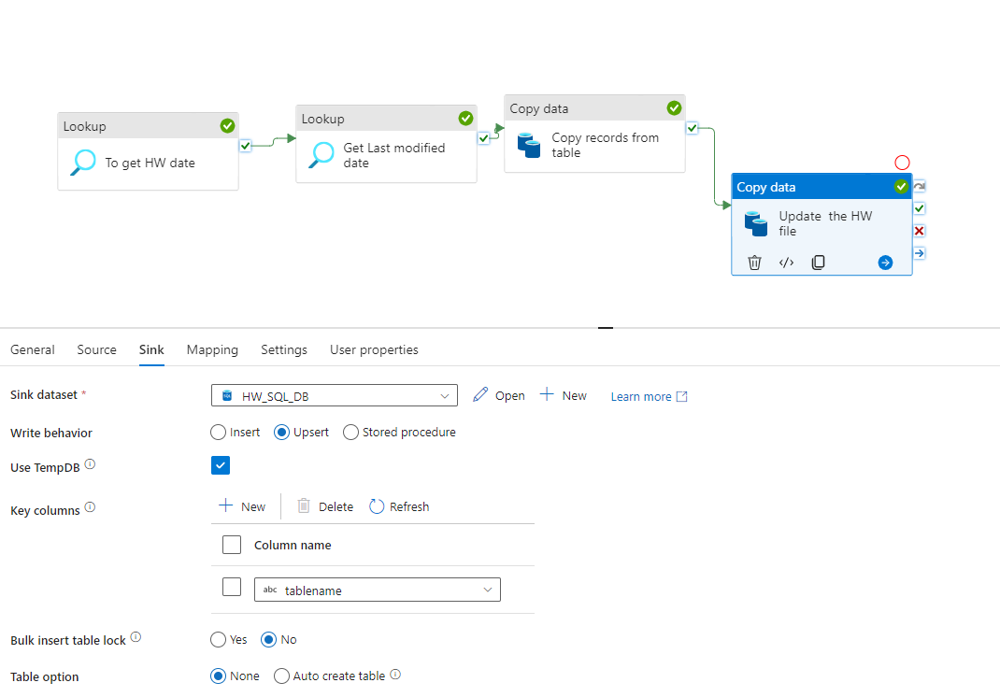 Lookup
To get HW date
Lookup
Get Last modified
date
Copy data
Copy records from
table
Copy data
Update the HW
file
General Source Sink Mapping Settings User properties
Sink dataset * HW_SQL_DB Open New Learn more
Write behavior Insert Upsert Stored procedure
Use TempDB
Key columns New Delete Refresh
Column name
abc tablename
Bulk insert table lock Yes No
Table option None Auto create table